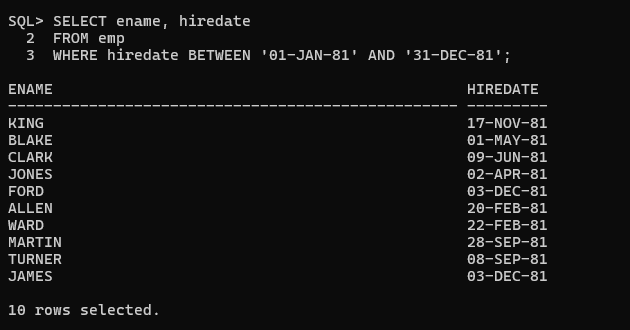 SQL> SELECT ename, hiredate
  2  FROM emp
  3  WHERE hiredate BETWEEN '01-JAN-81' AND '31-DEC-81';
ENAME                                              HIREDATE
-------------------------------------------------- ---------
KING                                               17-NOV-81
BLAKE                                              01-MAY-81
CLARK                                              09-JUN-81
JONES                                              02-APR-81
FORD                                               03-DEC-81
ALLEN                                              20-FEB-81
WARD                                               22-FEB-81
MARTIN                                             28-SEP-81
TURNER                                             08-SEP-81
JAMES                                              03-DEC-81
10 rows selected.